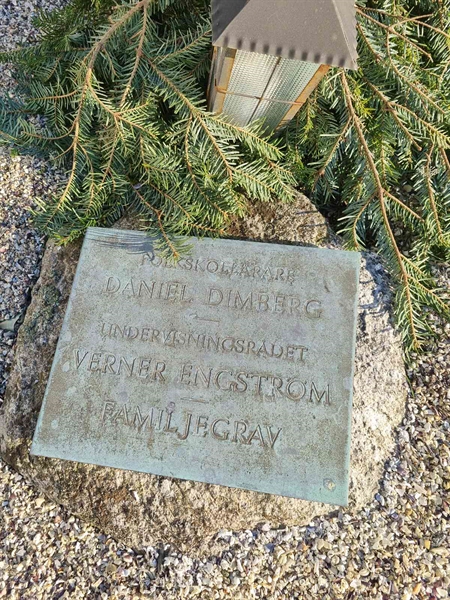 FOLKSKOLLÄRARE
DANIEL DIMBERG
UNDERVISNINGSRÅDET
VERNER ENGSTRÖM
FAMILJEGRAV